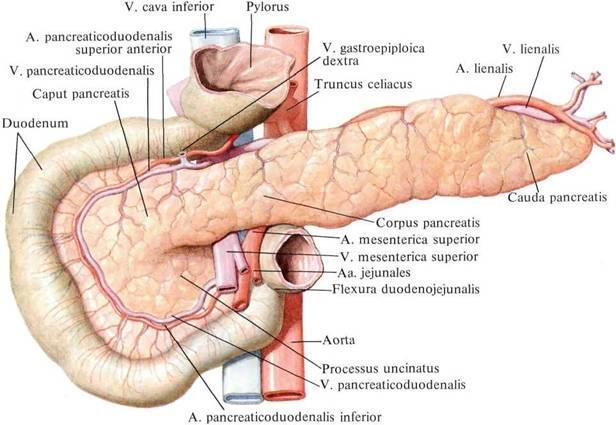 V. cava inferior
Pylorus
A. pancreaticoduodenalis
superior anterior
V. gastroepiploica
dextra
V. lienalis
A. lienalis
V. pancreaticoduodenalis
Truncus celiacus
Caput pancreatis
Duodenum
Cauda pancreatis
Corpus pancreatis
A. mesenterica superior
V. mesenterica superior
Aa. jejunales
Flexura duodenojejunalis
Aorta
Processus uncinatus
V. pancreaticoduodenalis
A. pancreaticoduodenalis inferior